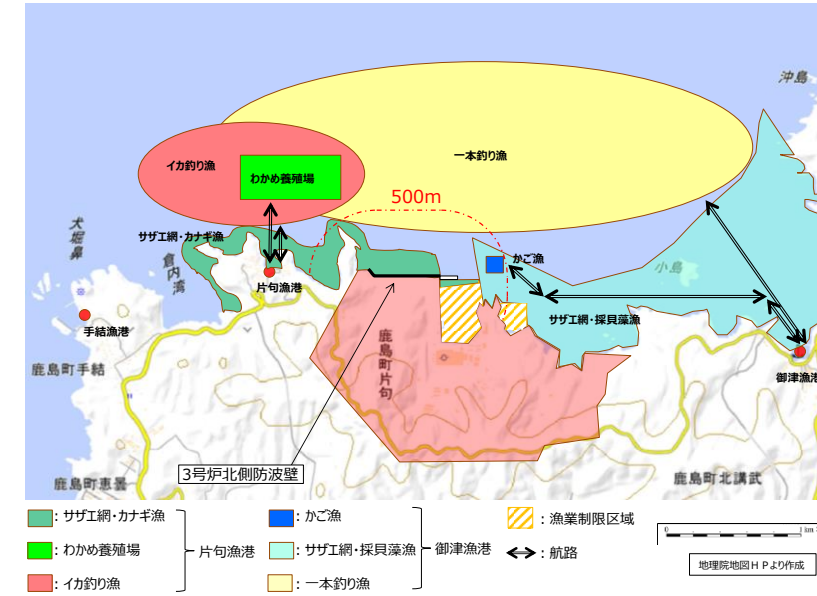 沖島
イカ釣り漁
一本釣り漁
わかめ養殖場
500m
犬堀鼻
サザエ網・カナギ漁
倉内湾
かご漁
小島
片句漁港
手結漁港
サザエ網・採貝藻漁
鹿島町片句
鹿島町手結
御津漁港
3号炉北側防波壁
鹿島町恵曇
鹿島町北講武
：サザエ網・カナギ漁
：わかめ養殖場
：イカ釣り漁
片句漁港
：かご漁
：サザエ網・採貝藻漁
：一本釣り漁
御津漁港
：漁業制限区域
：航路
0 1 km
地理院地図ＨＰより作成